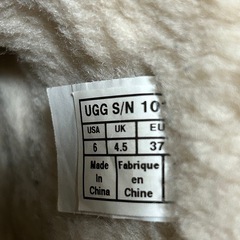 UGG S/N 10
USA UK EU
6 4.5 37
Made Fabrique
In en
China Chine